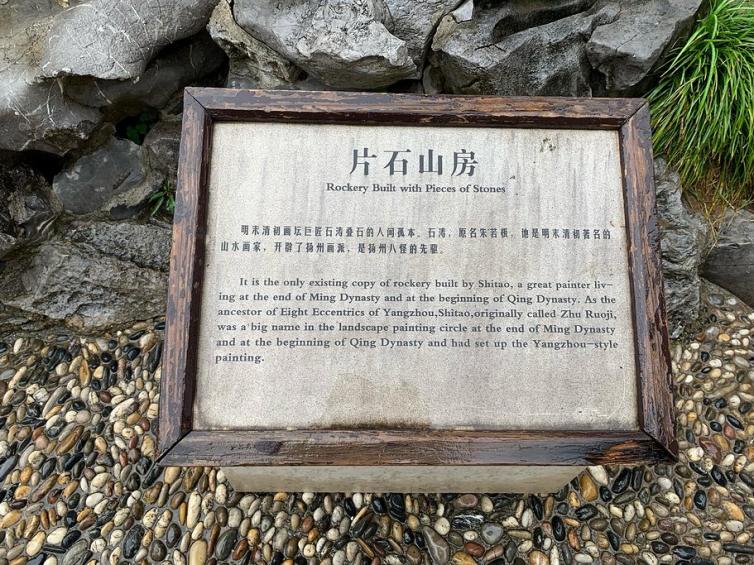 片石山房
Rockery Built with Pieces of Stones
明末清初画坛巨匠石涛叠石的人间孤本。石涛，原名朱若极，他是明末清初著名的
山水画家，开辟了扬州画派，是扬州八怪的先驱。
It is the only existing copy of rockery built by Shitao, a great painter liv-
ing at the end of Ming Dynasty and at the beginning of Qing Dynasty. As the
ancestor of Eight Eccentrics of Yangzhou,Shitao,originally called Zhu Ruoji,
was a big name in the landscape painting circle at the end of Ming Dynasty
and at the beginning of Qing Dynasty and had set up the Yangzhou-style
painting.